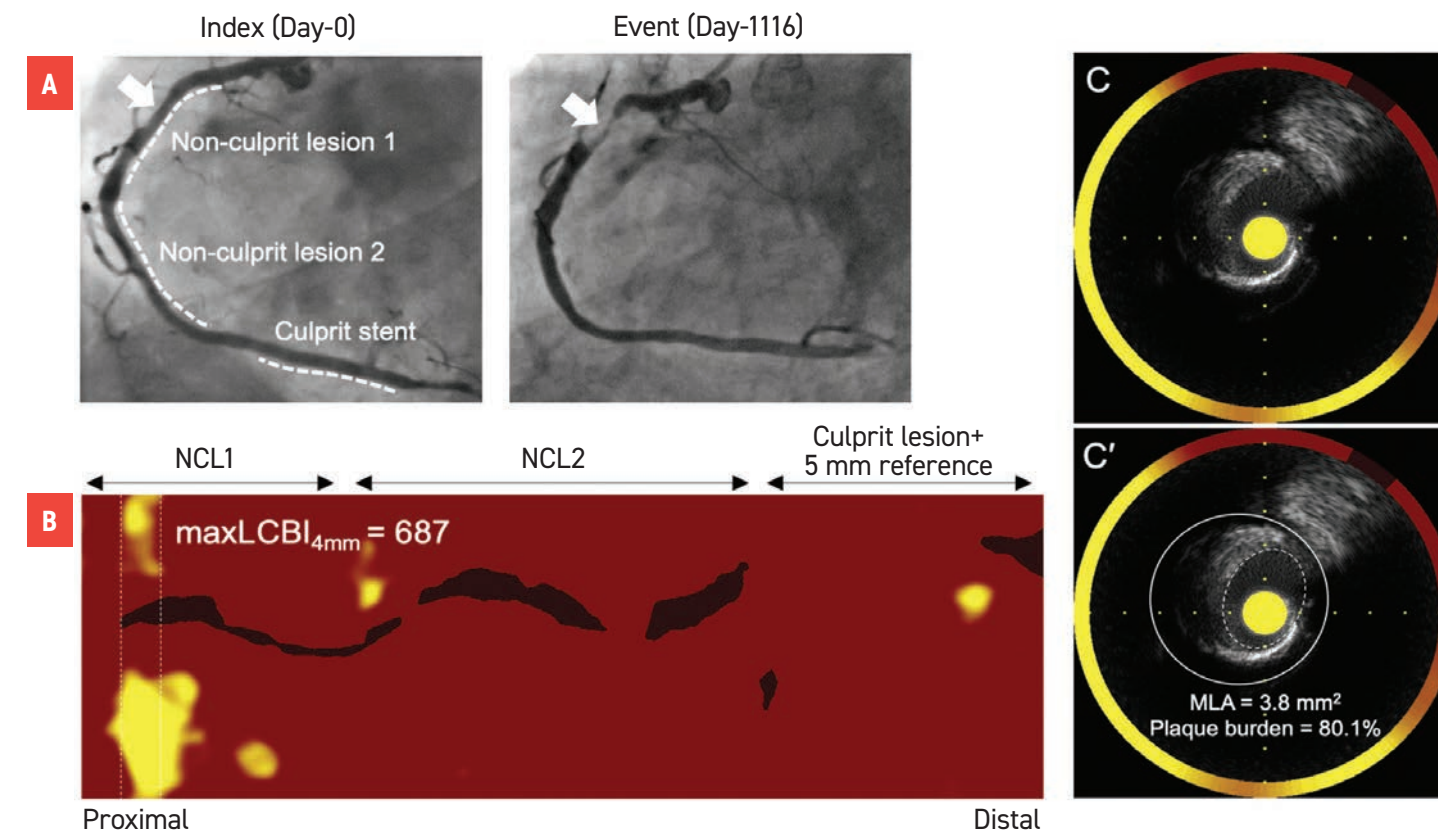 Index (Day-0)
Event (Day-1116)
A
Non-culprit lesion 1
Non-culprit lesion 2
Culprit stent
NCL1
NCL2
Culprit lesion+
5 mm reference
B
maxLCBI4mm = 687
Proximal
Distal
C
C′
MLA = 3.8 mm²
Plaque burden = 80.1%